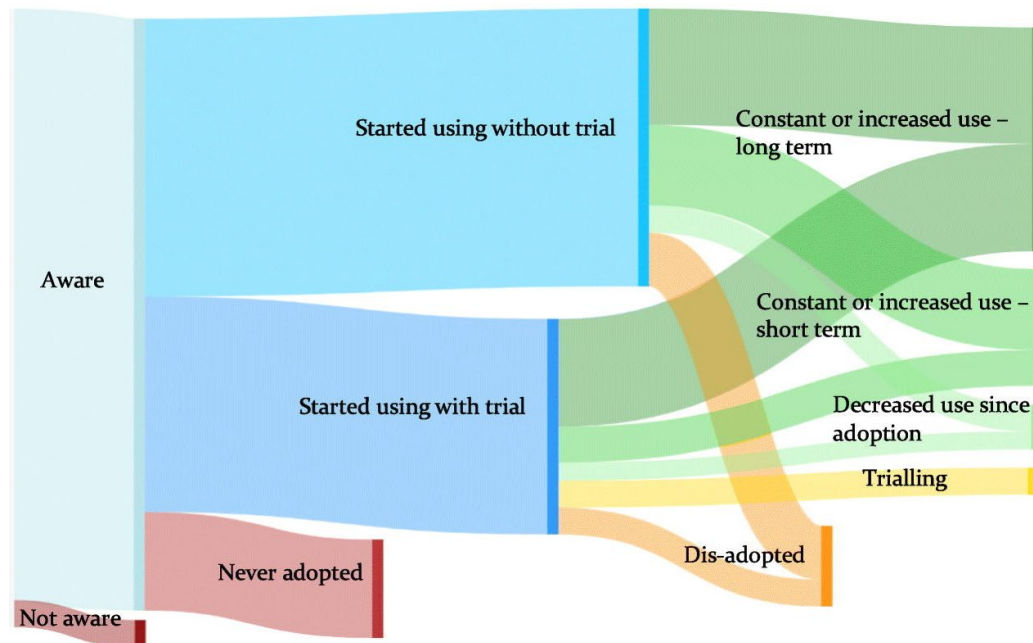 Started using without trial
Constant or increased use –
long term
Aware
Constant or increased use –
short term
Started using with trial
Decreased use since
adoption
Trialling
Dis-adopted
Never adopted
Not aware